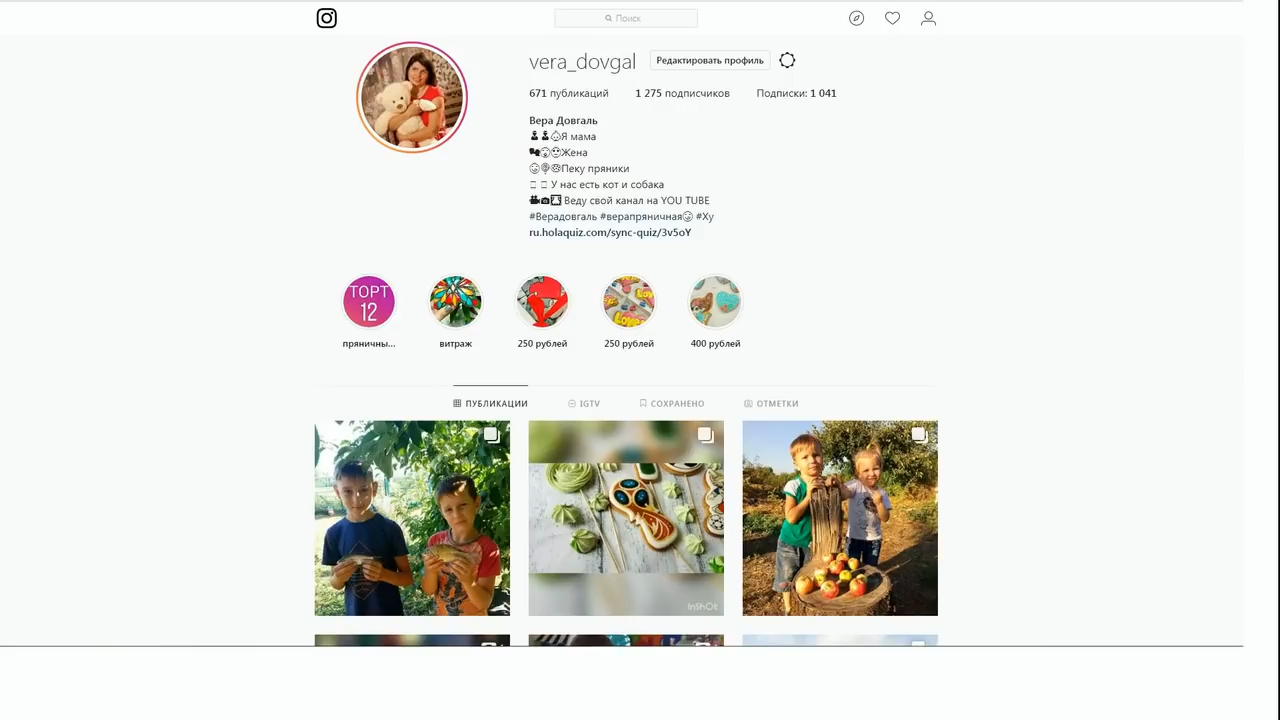 Поиск
vera_dovgal Редактировать профиль
671 публикаций 1 275 подписчиков Подписки: 1 041
Вера Довгаль
Я мама
Жена
Пеку пряники
У нас есть кот и собака
Веду свой канал на YOU TUBE
#Верадовгаль #верапряничная #Ху
ru.holaquiz.com/sync-quiz/3v5oY
ТОРТ
12
пряничны... витраж 250 рублей 250 рублей 400 рублей
ПУБЛИКАЦИИ IGTV СОХРАНЕНО ОТМЕТКИ
InShOt